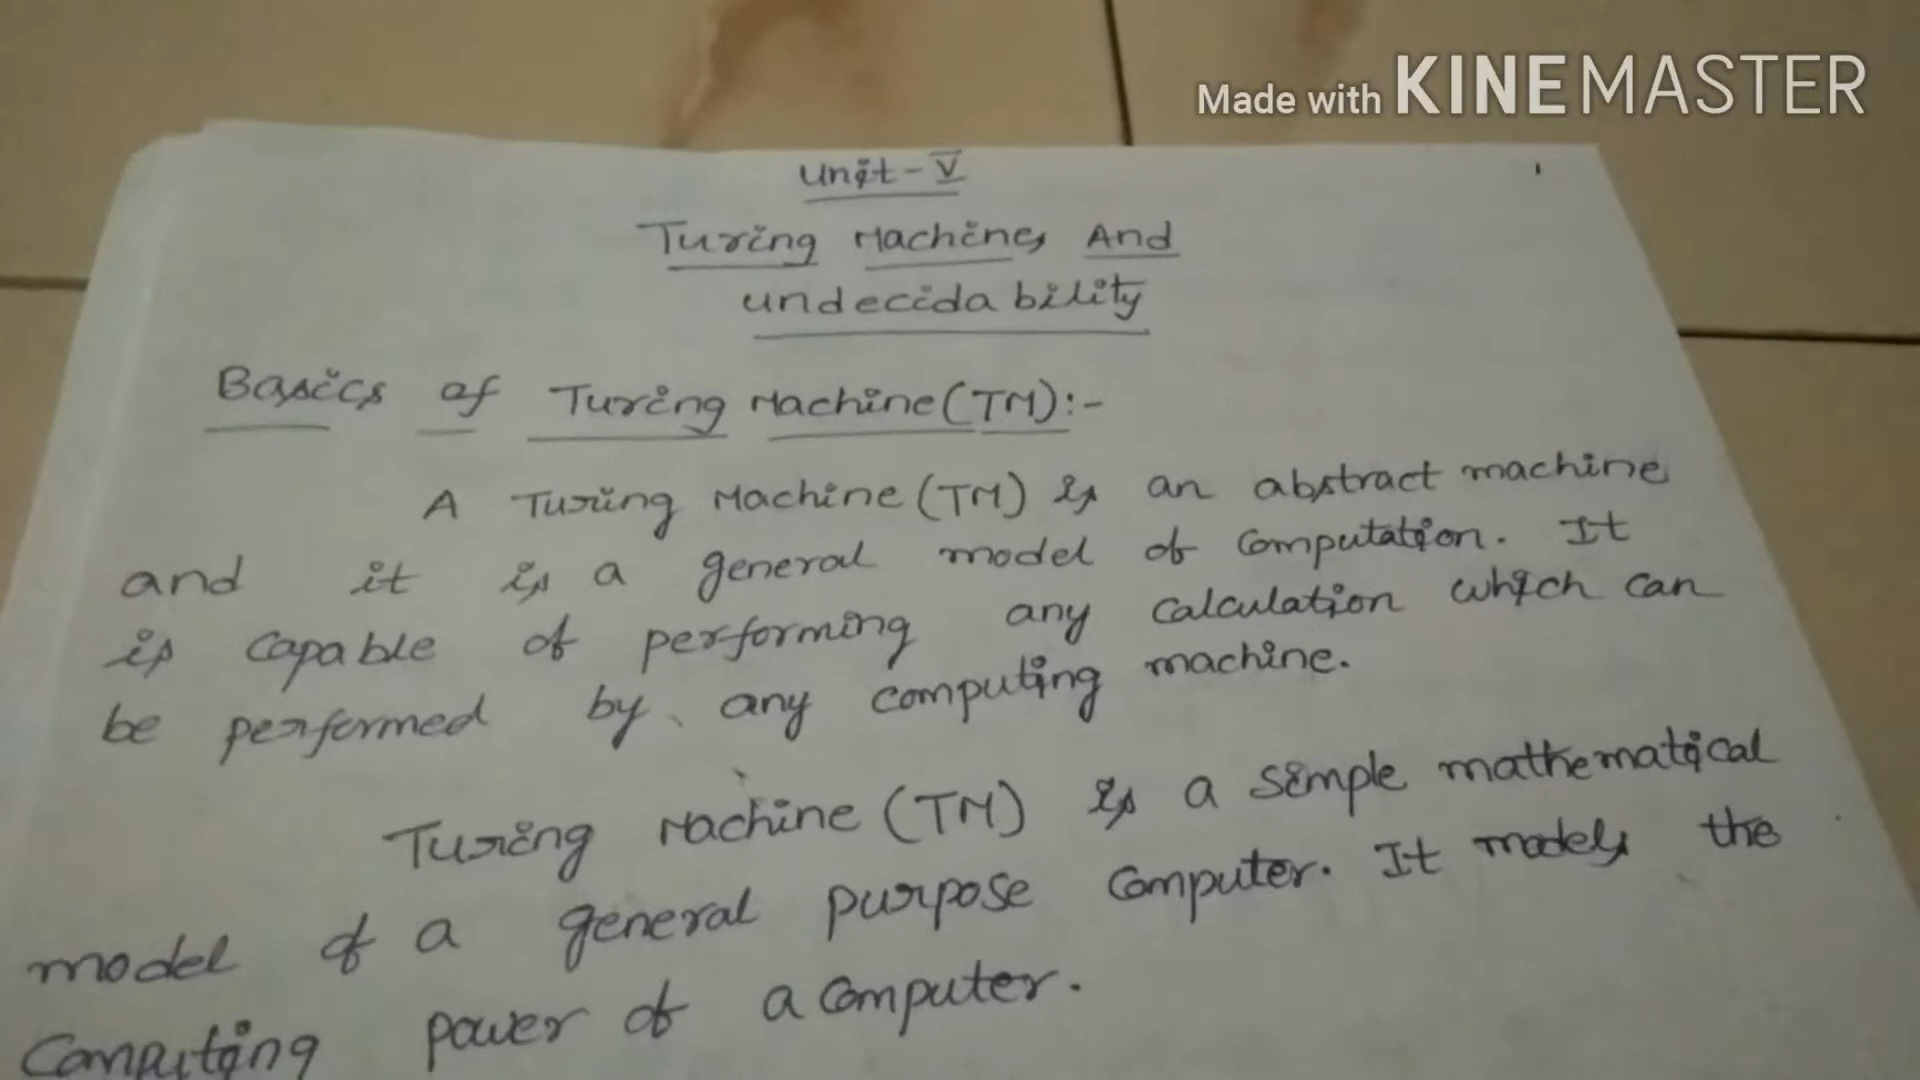 Made with KINEMASTER
Unit-V
Turing Machines And
undecidability
Basics of Turing Machine (TM):-
A Turing Machine (TM) is an abstract machine
and it is a general model of computation. It
is capable of performing any calculation which can
be performed by any computing machine.
Turing Machine (TM) is a simple mathematical
model of a general purpose computer. It models the
computing power of a computer.